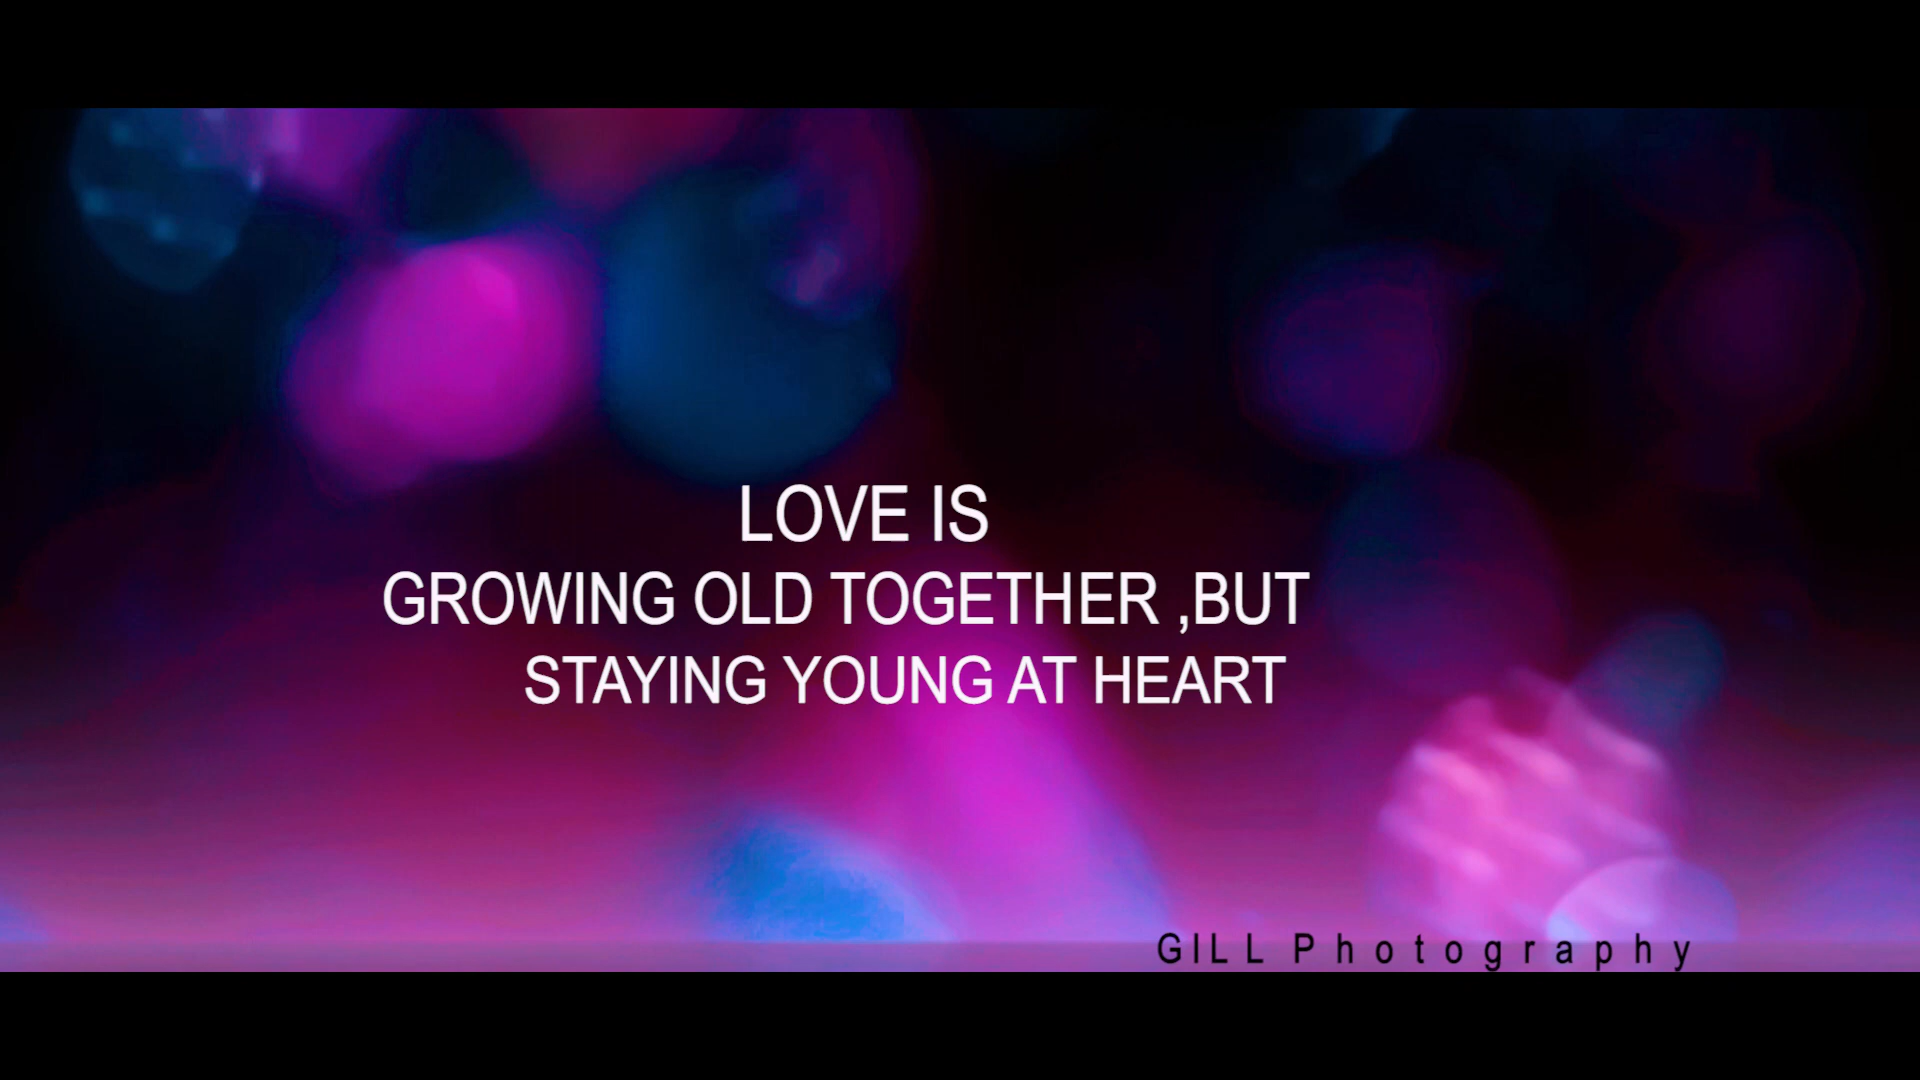 LOVE IS
GROWING OLD TOGETHER ,BUT
STAYING YOUNG AT HEART
GILL Photography